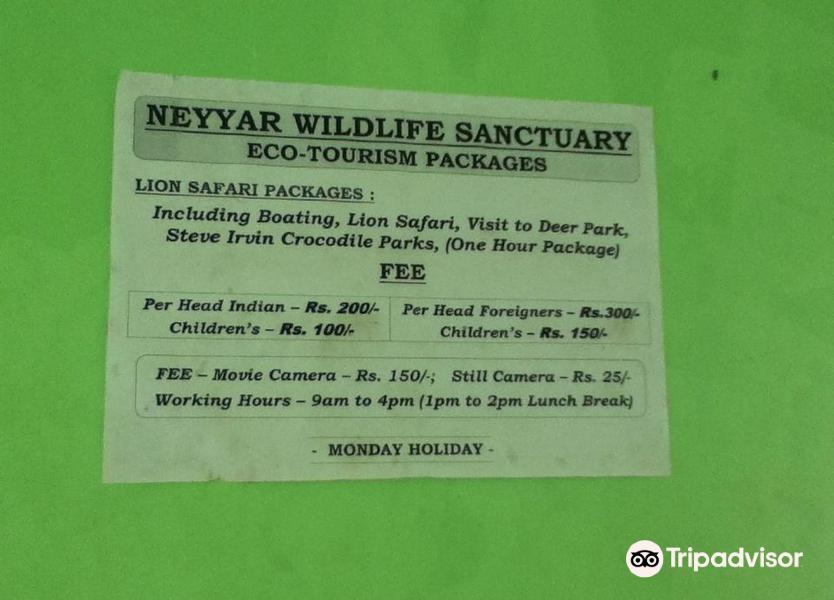 NEYYAR WILDLIFE SANCTUARY
ECO-TOURISM PACKAGES
LION SAFARI PACKAGES :
Including Boating, Lion Safari, Visit to Deer Park,
Steve Irvin Crocodile Parks, (One Hour Package)
FEE
Per Head Indian – Rs. 200/-
Children's – Rs. 100/-
Per Head Foreigners – Rs.300/-
Children's – Rs. 150/-
FEE – Movie Camera – Rs. 150/-; Still Camera – Rs. 25/-
Working Hours – 9am to 4pm (1pm to 2pm Lunch Break)
- MONDAY HOLIDAY -
Tripadvisor